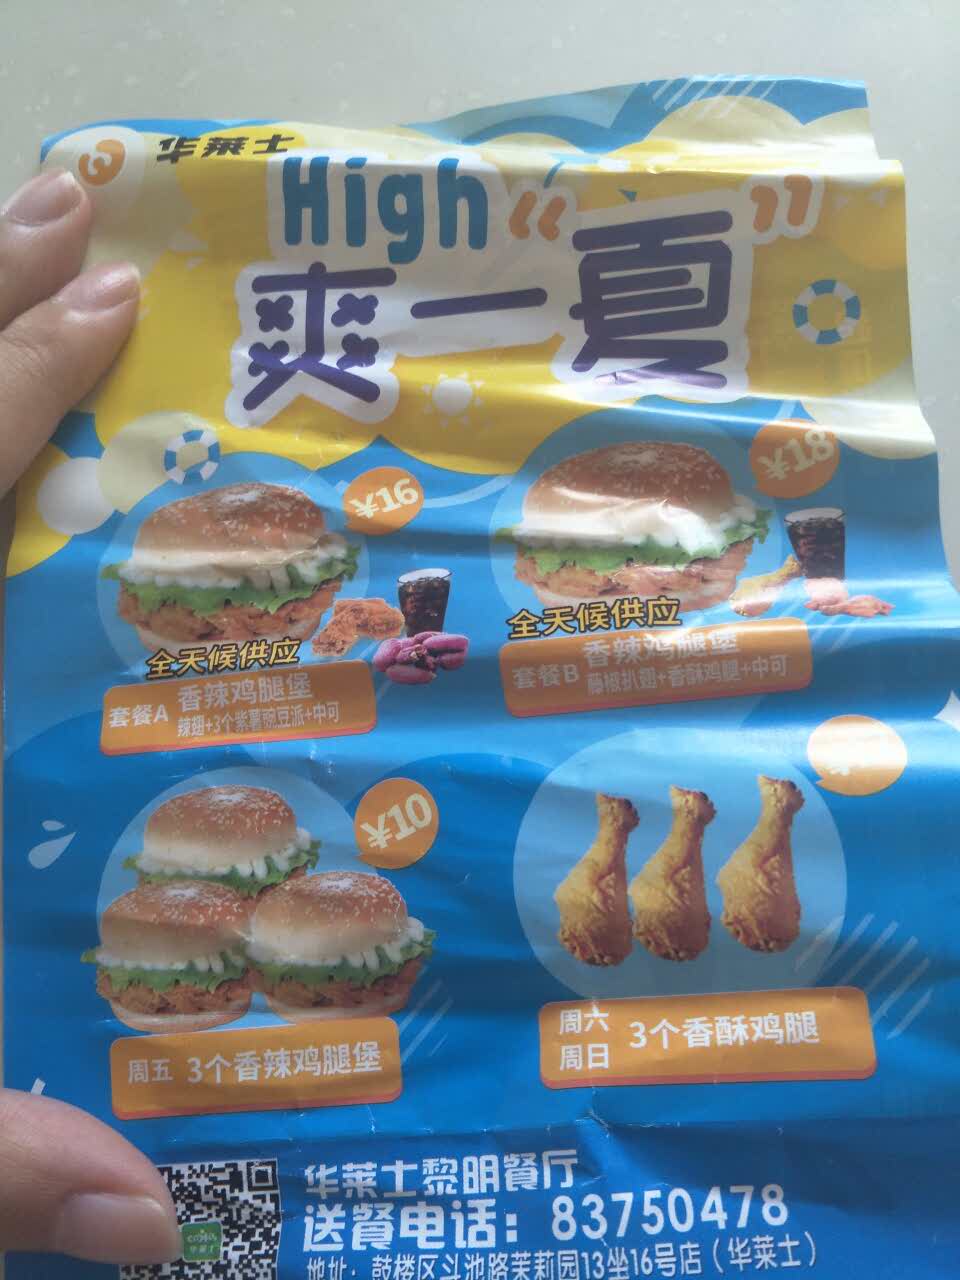 华莱士
High“
”
爽一夏
¥16
¥18
全天候供应
套餐A
香辣鸡腿堡
辣翅+3个紫薯豌豆派+中可
全天候供应
套餐B
香辣鸡腿堡
藤椒扒翅+香酥鸡腿+中可
¥10
周五 3个香辣鸡腿堡
周六
周日
3个香酥鸡腿
华莱士黎明餐厅
送餐电话：83750478
地址：鼓楼区斗池路茉莉园13坐16号店（华莱士）
华莱士